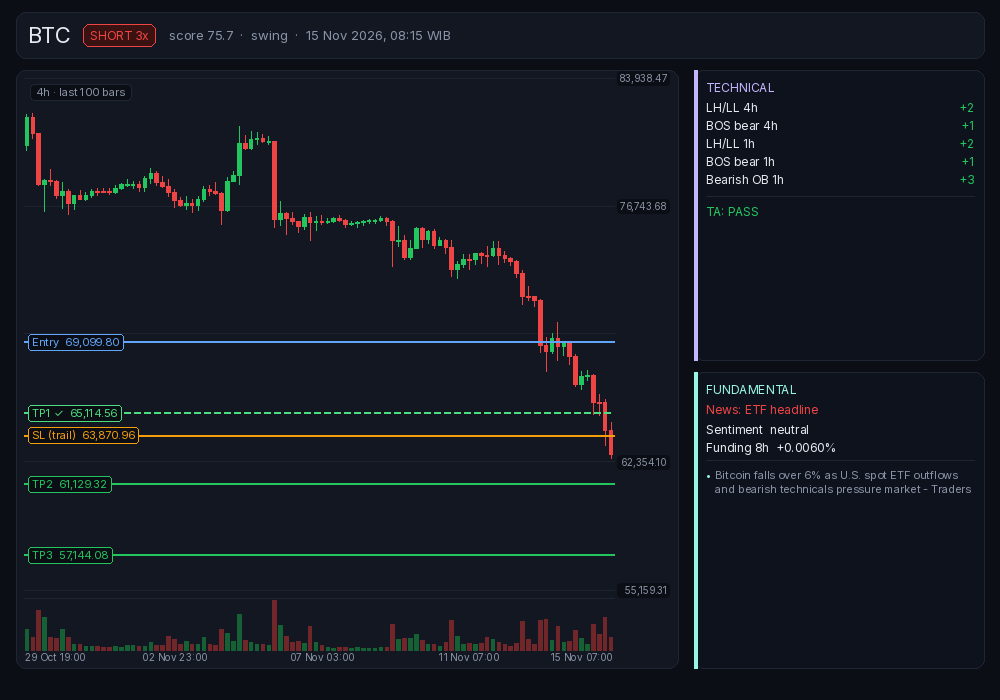 BTC SHORT 3x score 75.7 · swing · 15 Nov 2026, 08:15 WIB
4h · last 100 bars
83,938.47
76,743.68
Entry 69,099.80
TP1 ✓ 65,114.56
SL (trail) 63,870.96
62,354.10
TP2 61,129.32
TP3 57,144.08
55,159.31
29 Oct 19:00 02 Nov 23:00 07 Nov 03:00 11 Nov 07:00 15 Nov 07:00
TECHNICAL
LH/LL 4h +2
BOS bear 4h +1
LH/LL 1h +2
BOS bear 1h +1
Bearish OB 1h +3
TA: PASS
FUNDAMENTAL
News: ETF headline
Sentiment neutral
Funding 8h +0.0060%
• Bitcoin falls over 6% as U.S. spot ETF outflows
and bearish technicals pressure market - Traders